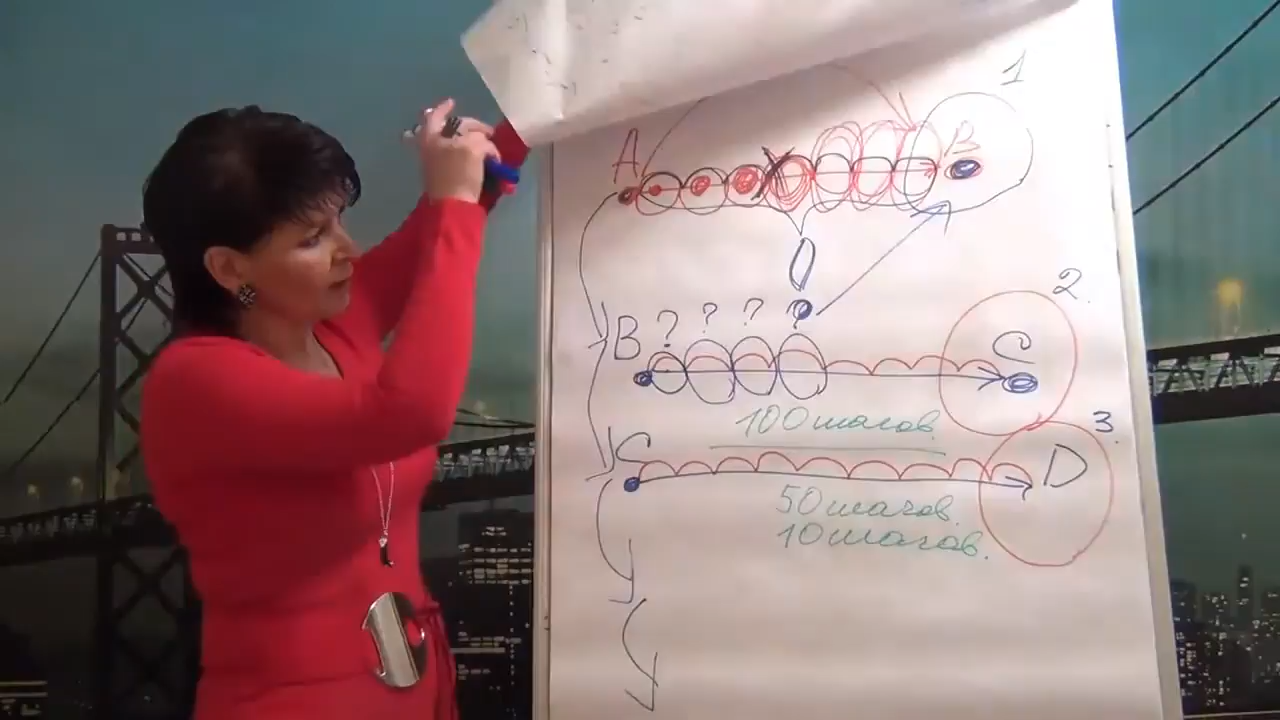 1
A B
2.
B ? ? ? ? C
100 шагов.
3.
C D
50 шагов.
10 шагов.